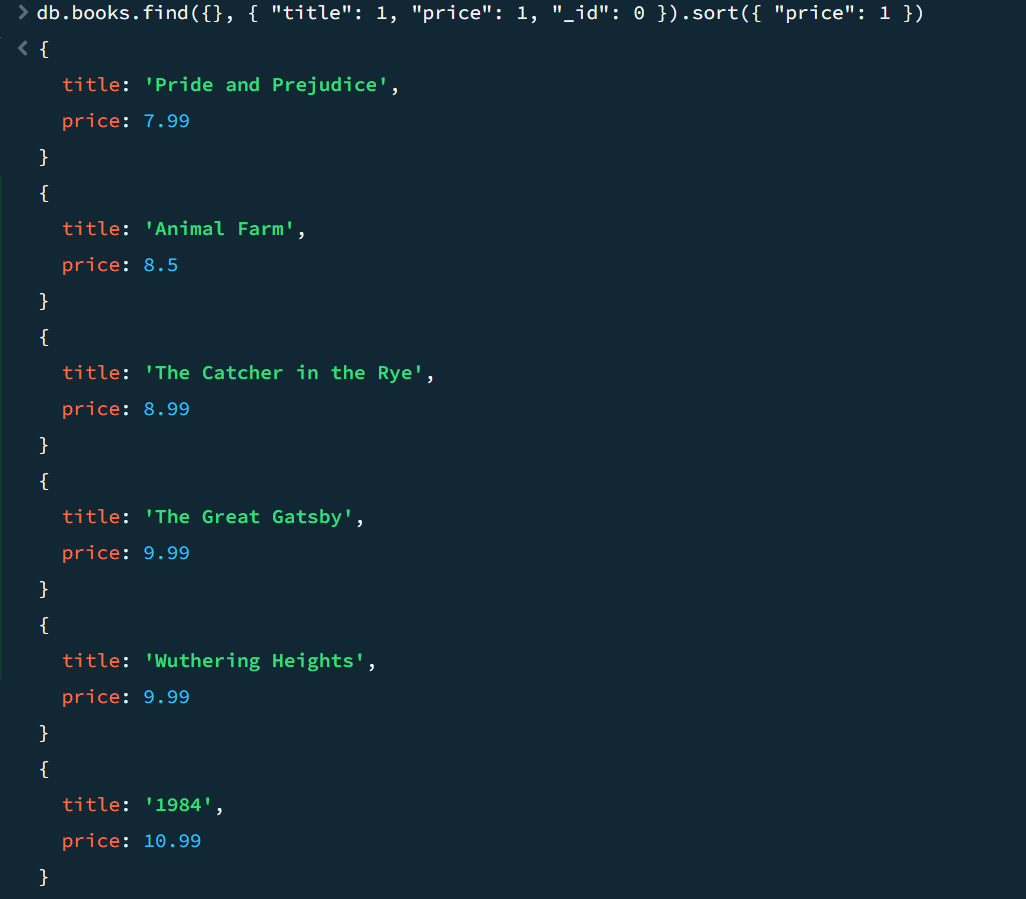 > db.books.find({}, { "title": 1, "price": 1, "_id": 0 }).sort({ "price": 1 })
< {
title: 'Pride and Prejudice',
price: 7.99
}
{
title: 'Animal Farm',
price: 8.5
}
{
title: 'The Catcher in the Rye',
price: 8.99
}
{
title: 'The Great Gatsby',
price: 9.99
}
{
title: 'Wuthering Heights',
price: 9.99
}
{
title: '1984',
price: 10.99
}